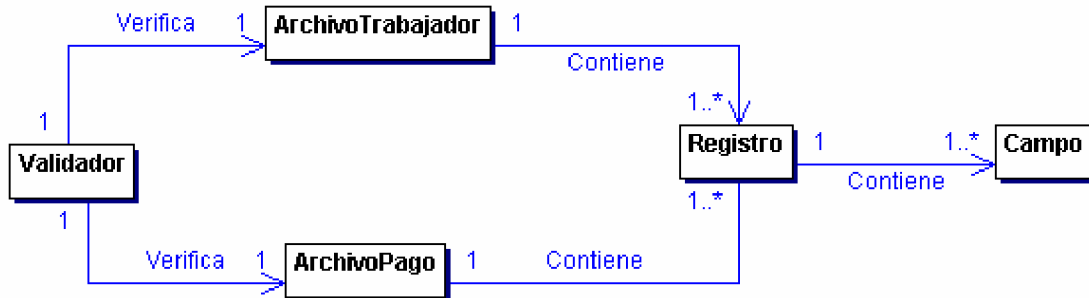 Verifica 1 ArchivoTrabajador 1
Contiene
1..*
1
Validador
1
Registro 1 1..* Campo
Contiene
1..*
Verifica 1 ArchivoPago 1 Contiene